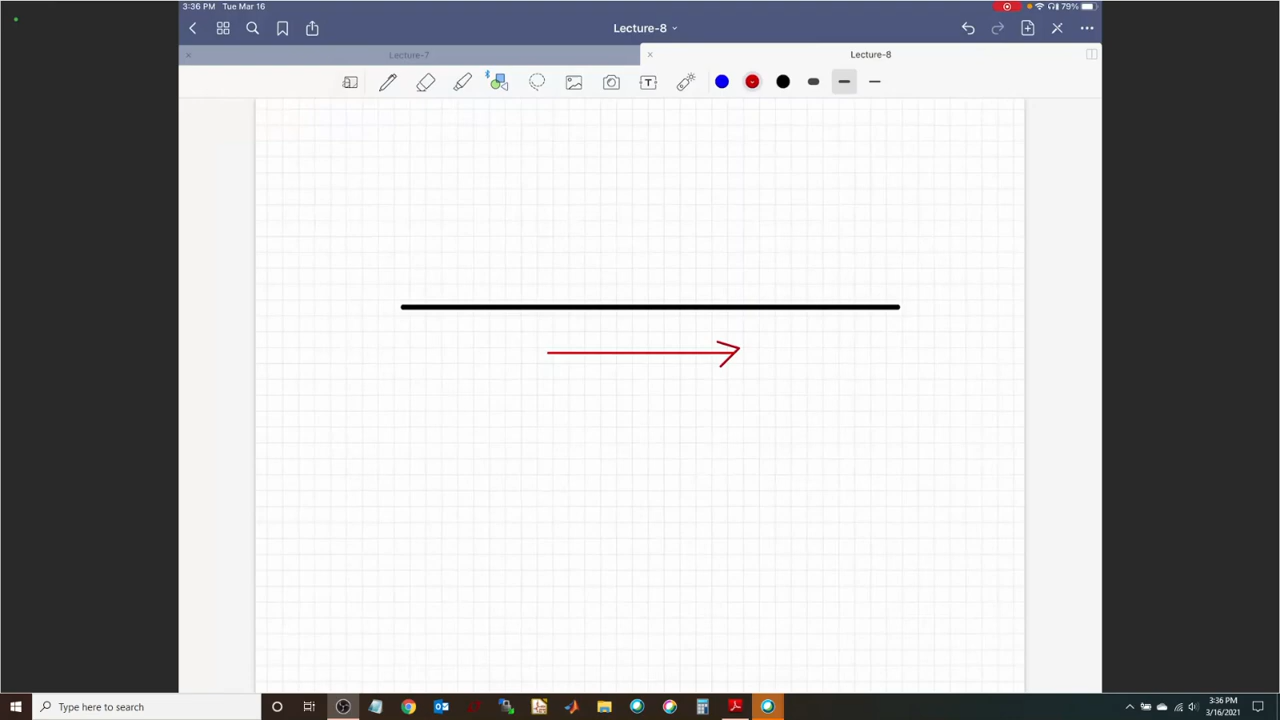 3:36 PM Tue Mar 16
79%
Lecture-8
Lecture-7
Lecture-8
T
Type here to search
3:36 PM
3/16/2021